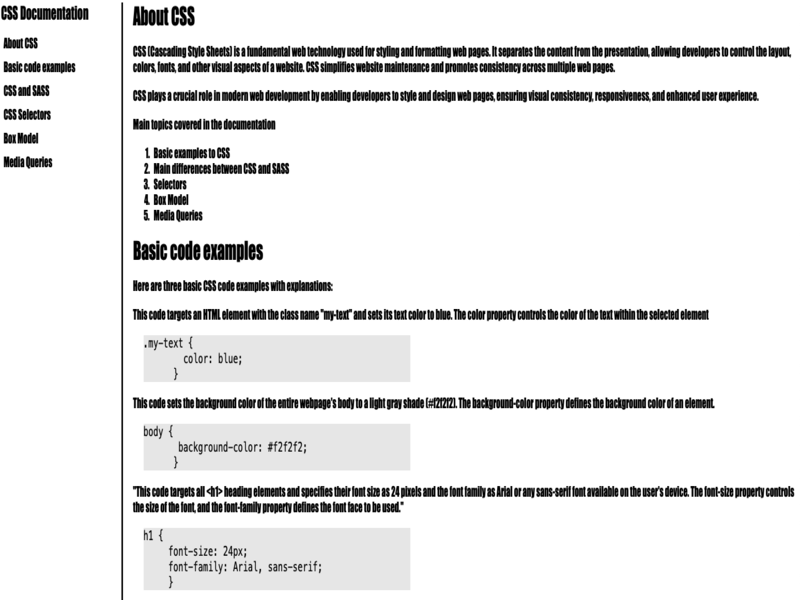 CSS Documentation
About CSS
Basic code examples
CSS and SASS
CSS Selectors
Box Model
Media Queries
About CSS
CSS (Cascading Style Sheets) is a fundamental web technology used for styling and formatting web pages. It separates the content from the presentation, allowing developers to control the layout,
colors, fonts, and other visual aspects of a website. CSS simplifies website maintenance and promotes consistency across multiple web pages.
CSS plays a crucial role in modern web development by enabling developers to style and design web pages, ensuring visual consistency, responsiveness, and enhanced user experience.
Main topics covered in the documentation
1. Basic examples to CSS
2. Main differences between CSS and SASS
3. Selectors
4. Box Model
5. Media Queries
Basic code examples
Here are three basic CSS code examples with explanations:
This code targets an HTML element with the class name "my-text" and sets its text color to blue. The color property controls the color of the text within the selected element
.my-text {
color: blue;
}
This code sets the background color of the entire webpage's body to a light gray shade (#f2f2f2). The background-color property defines the background color of an element.
body {
background-color: #f2f2f2;
}
"This code targets all <h1> heading elements and specifies their font size as 24 pixels and the font family as Arial or any sans-serif font available on the user's device. The font-size property controls
the size of the font, and the font-family property defines the font face to be used."
h1 {
font-size: 24px;
font-family: Arial, sans-serif;
}